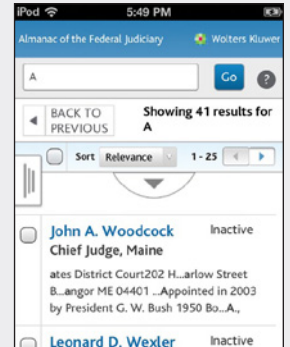 iPod 5:49 PM
Almanac of the Federal Judiciary Wolters Kluwer
A Go ?
BACK TO
PREVIOUS
Showing 41 results for
A
Sort Relevance 1 - 25
John A. Woodcock Inactive
Chief Judge, Maine
ates District Court202 H...arlow Street
B...angor ME 04401 ...Appointed in 2003
by President G. W. Bush 1950 Bo...A.,
Leonard D. Wexler Inactive